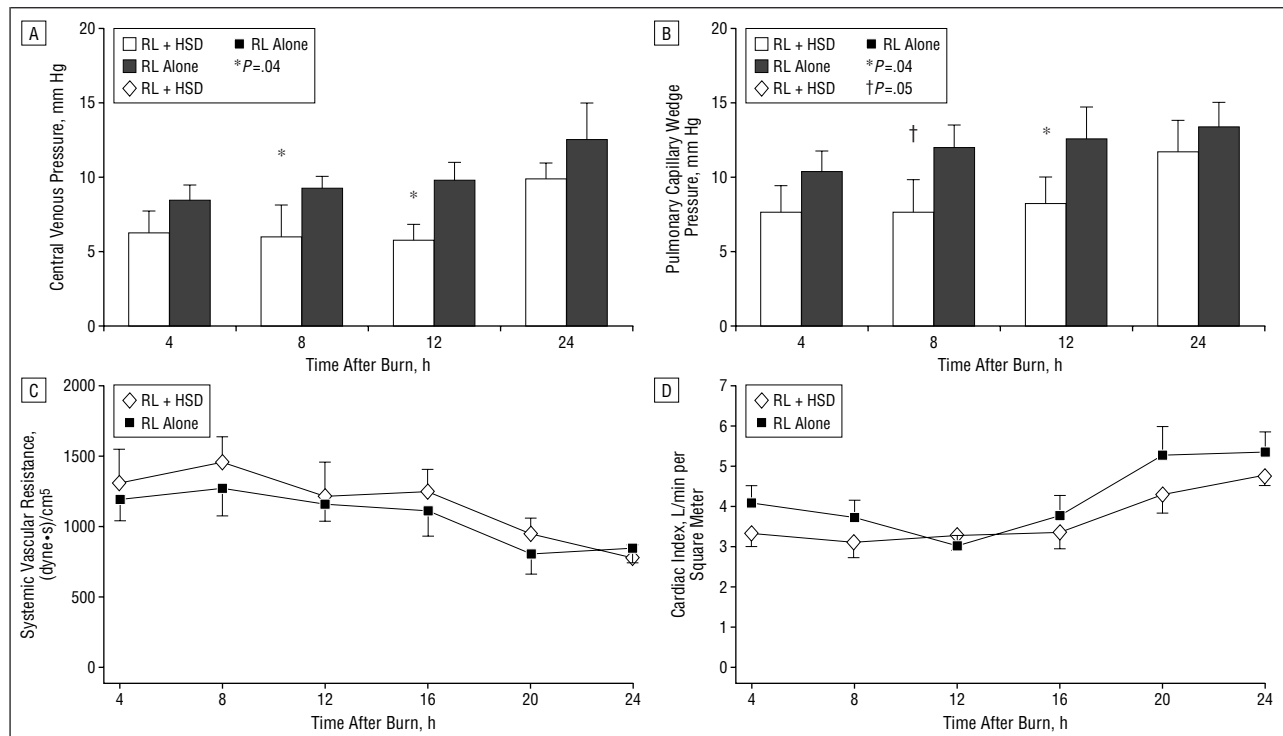 A
20
15
10
5
0
Central Venous Pressure, mm Hg
RL + HSD
RL Alone
RL + HSD
RL Alone
*P=.04
*
*
4
8
12
24
Time After Burn, h
B
20
15
10
5
0
Pulmonary Capillary Wedge
Pressure, mm Hg
RL + HSD
RL Alone
RL + HSD
RL Alone
*P=.04
†P=.05
†
*
4
8
12
24
Time After Burn, h
C
2000
1500
1000
500
0
Systemic Vascular Resistance,
(dyne•s)/cm⁵
RL + HSD
RL Alone
4
8
12
16
20
24
Time After Burn, h
D
7
6
5
4
3
2
1
0
Cardiac Index, L/min per
Square Meter
RL + HSD
RL Alone
4
8
12
16
20
24
Time After Burn, h